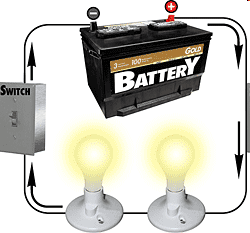 - +
GOLD
3 100
BATTERY
SWITCH